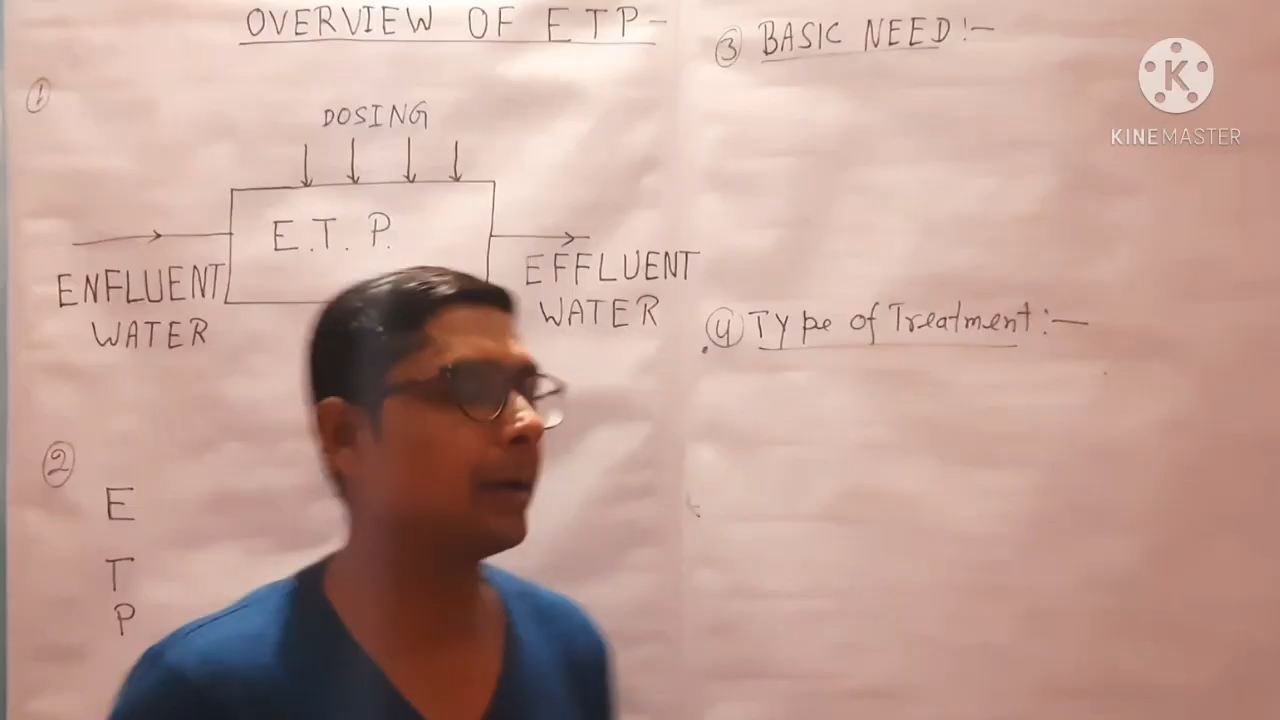 OVERVIEW OF ETP-
①
DOSING
E.T.P.
ENFLUENT
WATER
EFFLUENT
WATER
②
E
T
P
③ BASIC NEED:-
④ Type of Treatment:-
K
KINEMASTER